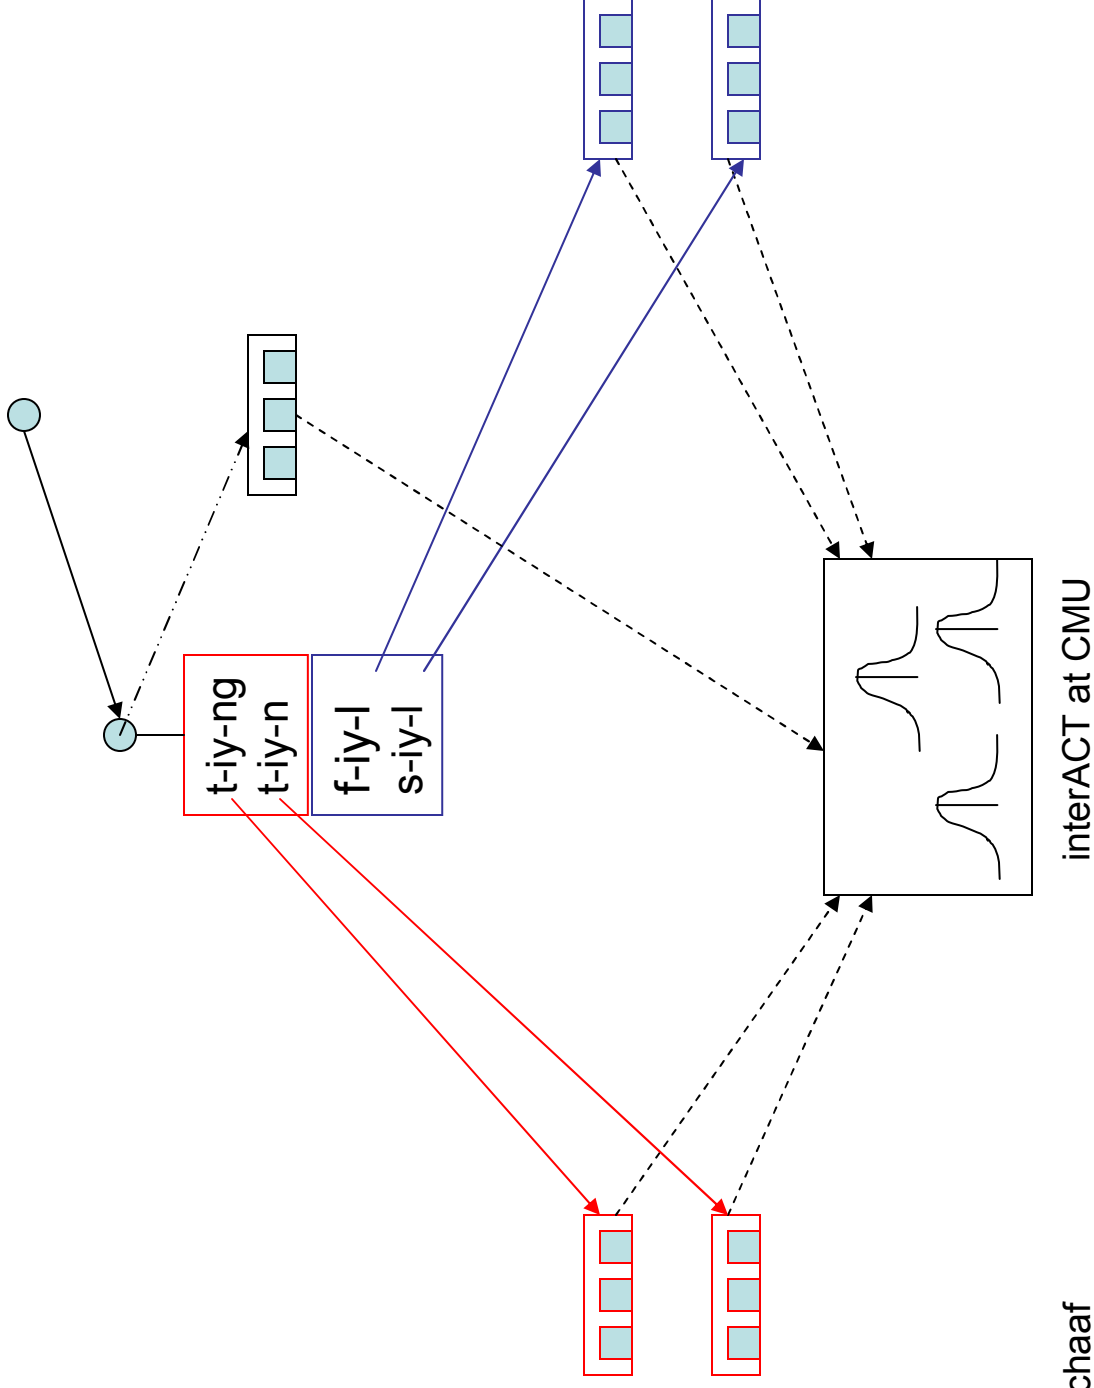 t-iy-ng
t-iy-n
f-iy-l
s-iy-l
interACT at CMU
chaaf